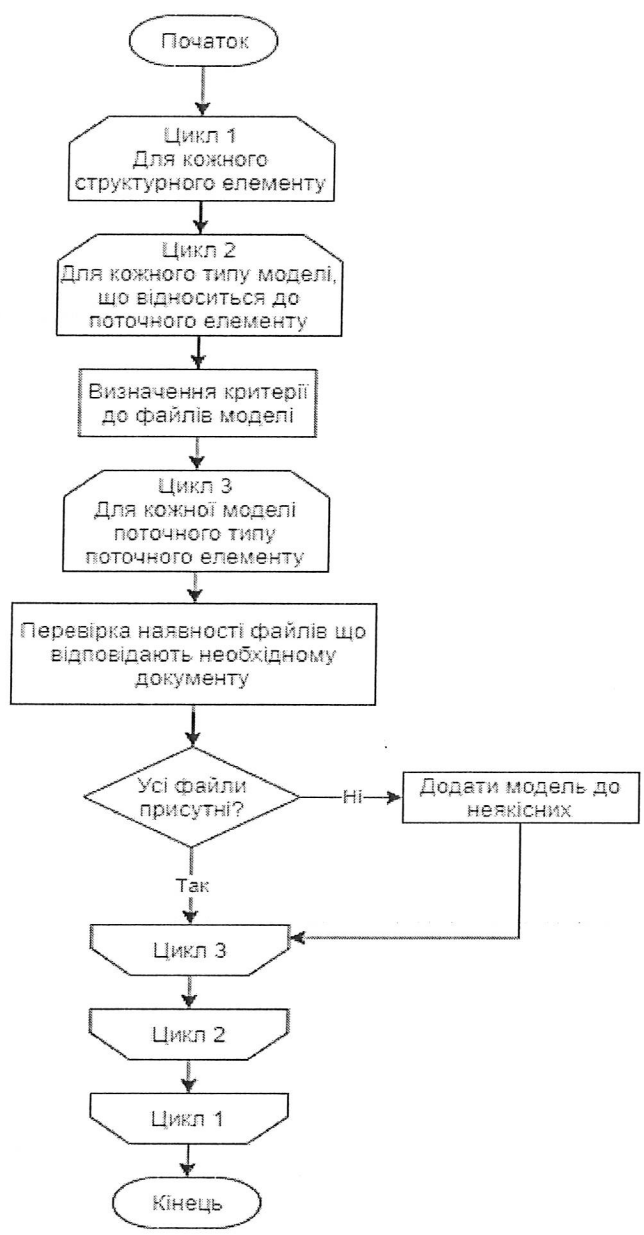 Початок
Цикл 1
Для кожного
структурного елементу
Цикл 2
Для кожного типу моделі,
що відноситься до
поточного елементу
Визначення критерії
до файлів моделі
Цикл 3
Для кожної моделі
поточного типу
поточного елементу
Перевірка наявності файлів що
відповідають необхідному
документу
Усі файли
присутні?
Ні
Додати модель до
неякісних
Так
Цикл 3
Цикл 2
Цикл 1
Кінець